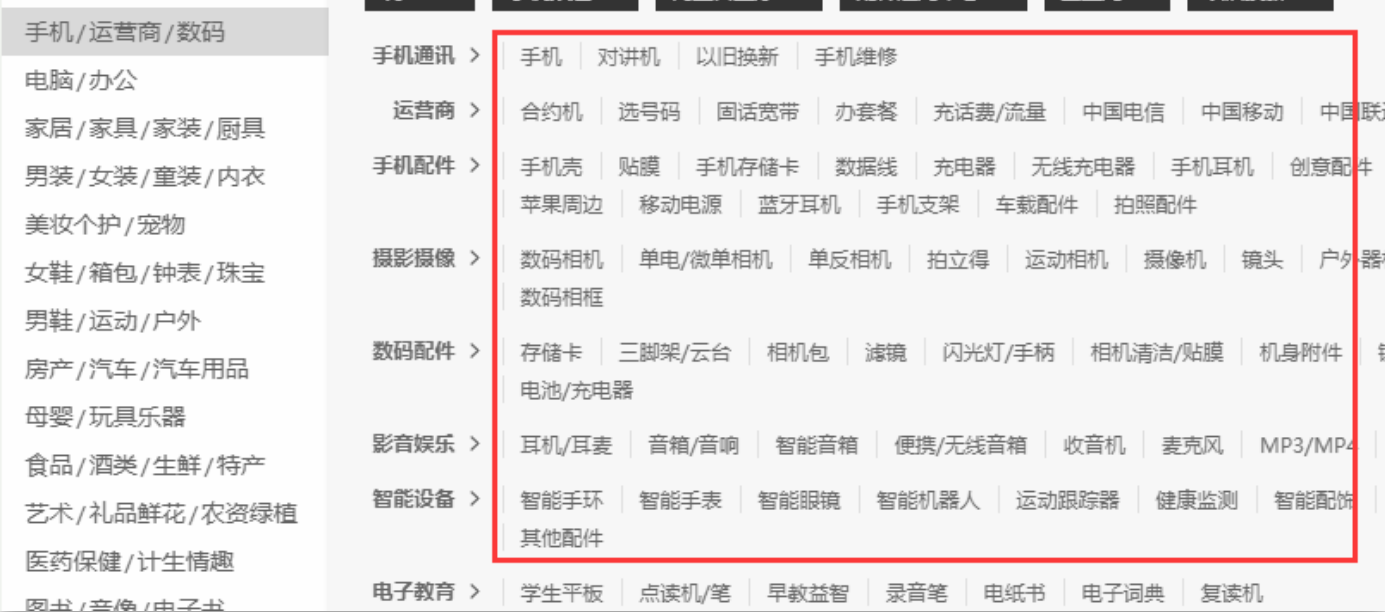 手机/运营商/数码
电脑/办公
家居/家具/家装/厨具
男装/女装/童装/内衣
美妆个护/宠物
女鞋/箱包/钟表/珠宝
男鞋/运动/户外
房产/汽车/汽车用品
母婴/玩具乐器
食品/酒类/生鲜/特产
艺术/礼品鲜花/农资绿植
医药保健/计生情趣
图书/音像/电子书
手机通讯 > 手机 对讲机 以旧换新 手机维修
运营商 > 合约机 选号码 固话宽带 办套餐 充话费/流量 中国电信 中国移动 中国联
手机配件 > 手机壳 贴膜 手机存储卡 数据线 充电器 无线充电器 手机耳机 创意配件
苹果周边 移动电源 蓝牙耳机 手机支架 车载配件 拍照配件
摄影摄像 > 数码相机 单电/微单相机 单反相机 拍立得 运动相机 摄像机 镜头 户外器
数码相框
数码配件 > 存储卡 三脚架/云台 相机包 滤镜 闪光灯/手柄 相机清洁/贴膜 机身附件
电池/充电器
影音娱乐 > 耳机/耳麦 音箱/音响 智能音箱 便携/无线音箱 收音机 麦克风 MP3/MP4
智能设备 > 智能手环 智能手表 智能眼镜 智能机器人 运动跟踪器 健康监测 智能配饰
其他配件
电子教育 > 学生平板 点读机/笔 早教益智 录音笔 电纸书 电子词典 复读机